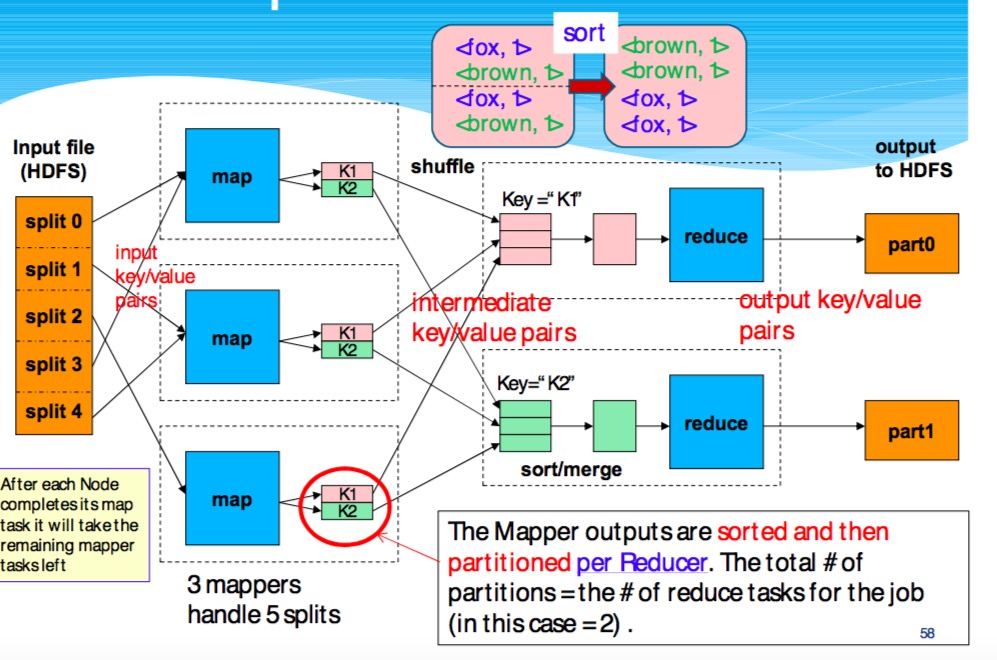 sort
<fox, 1>
<brown, 1>
<fox, 1>
<brown, 1>
<brown, 1>
<brown, 1>
<fox, 1>
<fox, 1>
Input file
(HDFS)
split 0
split 1
split 2
split 3
split 4
input
key/value
pairs
map
K1
K2
map
K1
K2
map
K1
K2
shuffle
Key =“ K1”
reduce
intermediate
key/value pairs
Key=“ K2”
reduce
sort/merge
output
to HDFS
part0
output key/value
pairs
part1
After each Node
completes its map
task it will take the
remaining mapper
tasks left
3 mappers
handle 5 splits
The Mapper outputs are sorted and then
partitioned per Reducer. The total # of
partitions = the # of reduce tasks for the job
(in this case = 2) .
58